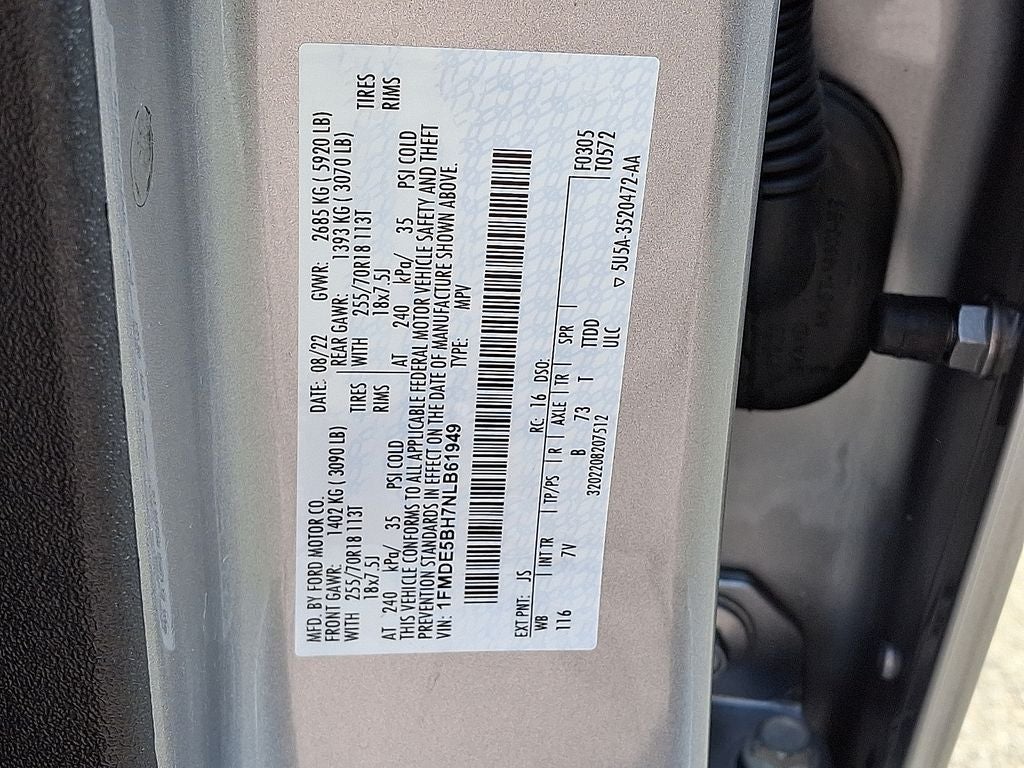 MFD. BY FORD MOTOR CO.
DATE: 08/22 GVWR: 2685 KG ( 5920 LB)
FRONT GAWR: 1402 KG ( 3090 LB)
REAR GAWR: 1393 KG ( 3070 LB)
WITH 255/70R18 113T TIRES
WITH 255/70R18 113T TIRES
18x7.5J RIMS
18x7.5J RIMS
AT 240 kPa/ 35 PSI COLD
AT 240 kPa/ 35 PSI COLD
THIS VEHICLE CONFORMS TO ALL APPLICABLE FEDERAL MOTOR VEHICLE SAFETY AND THEFT
PREVENTION STANDARDS IN EFFECT ON THE DATE OF MANUFACTURE SHOWN ABOVE.
VIN: 1FMDE5BH7NLB61949 TYPE: MPV
EXT PNT: JS RC: 16 DSO:
F0305
WB INT TR TP/PS R AXLE TR SPR
T0572
116 7V B 73 T TTDD
ULC
3202208207512
▽ 5U5A-3520472-AA